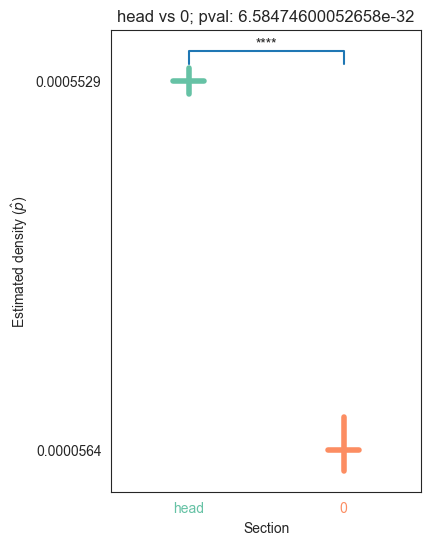 head vs 0; pval: 6.58474600052658e-32
****
0.0005529
Estimated density (p̂)
0.0000564
head 0
Section